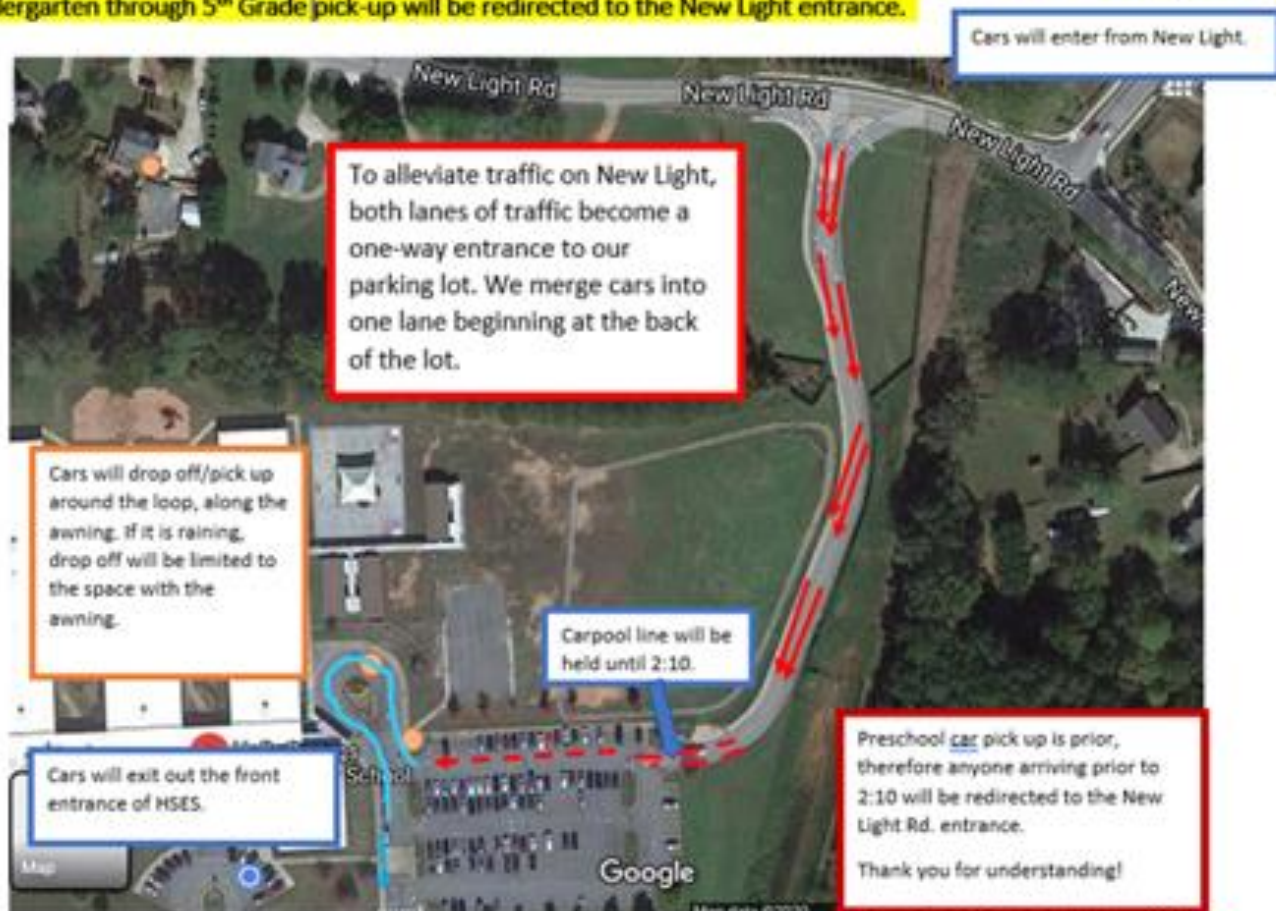 dergarten through 5th Grade pick-up will be redirected to the New Light entrance.
Cars will enter from New Light.
New Light Rd
New Light Rd
New Light Rd
New
To alleviate traffic on New Light,
both lanes of traffic become a
one-way entrance to our
parking lot. We merge cars into
one lane beginning at the back
of the lot.
Cars will drop off/pick up
around the loop, along the
awning. If it is raining,
drop off will be limited to
the space with the
awning.
Carpool line will be
held until 2:10.
Preschool car pick up is prior,
therefore anyone arriving prior to
2:10 will be redirected to the New
Light Rd. entrance.
Thank you for understanding!
School
Cars will exit out the front
entrance of HSES.
Map
Google